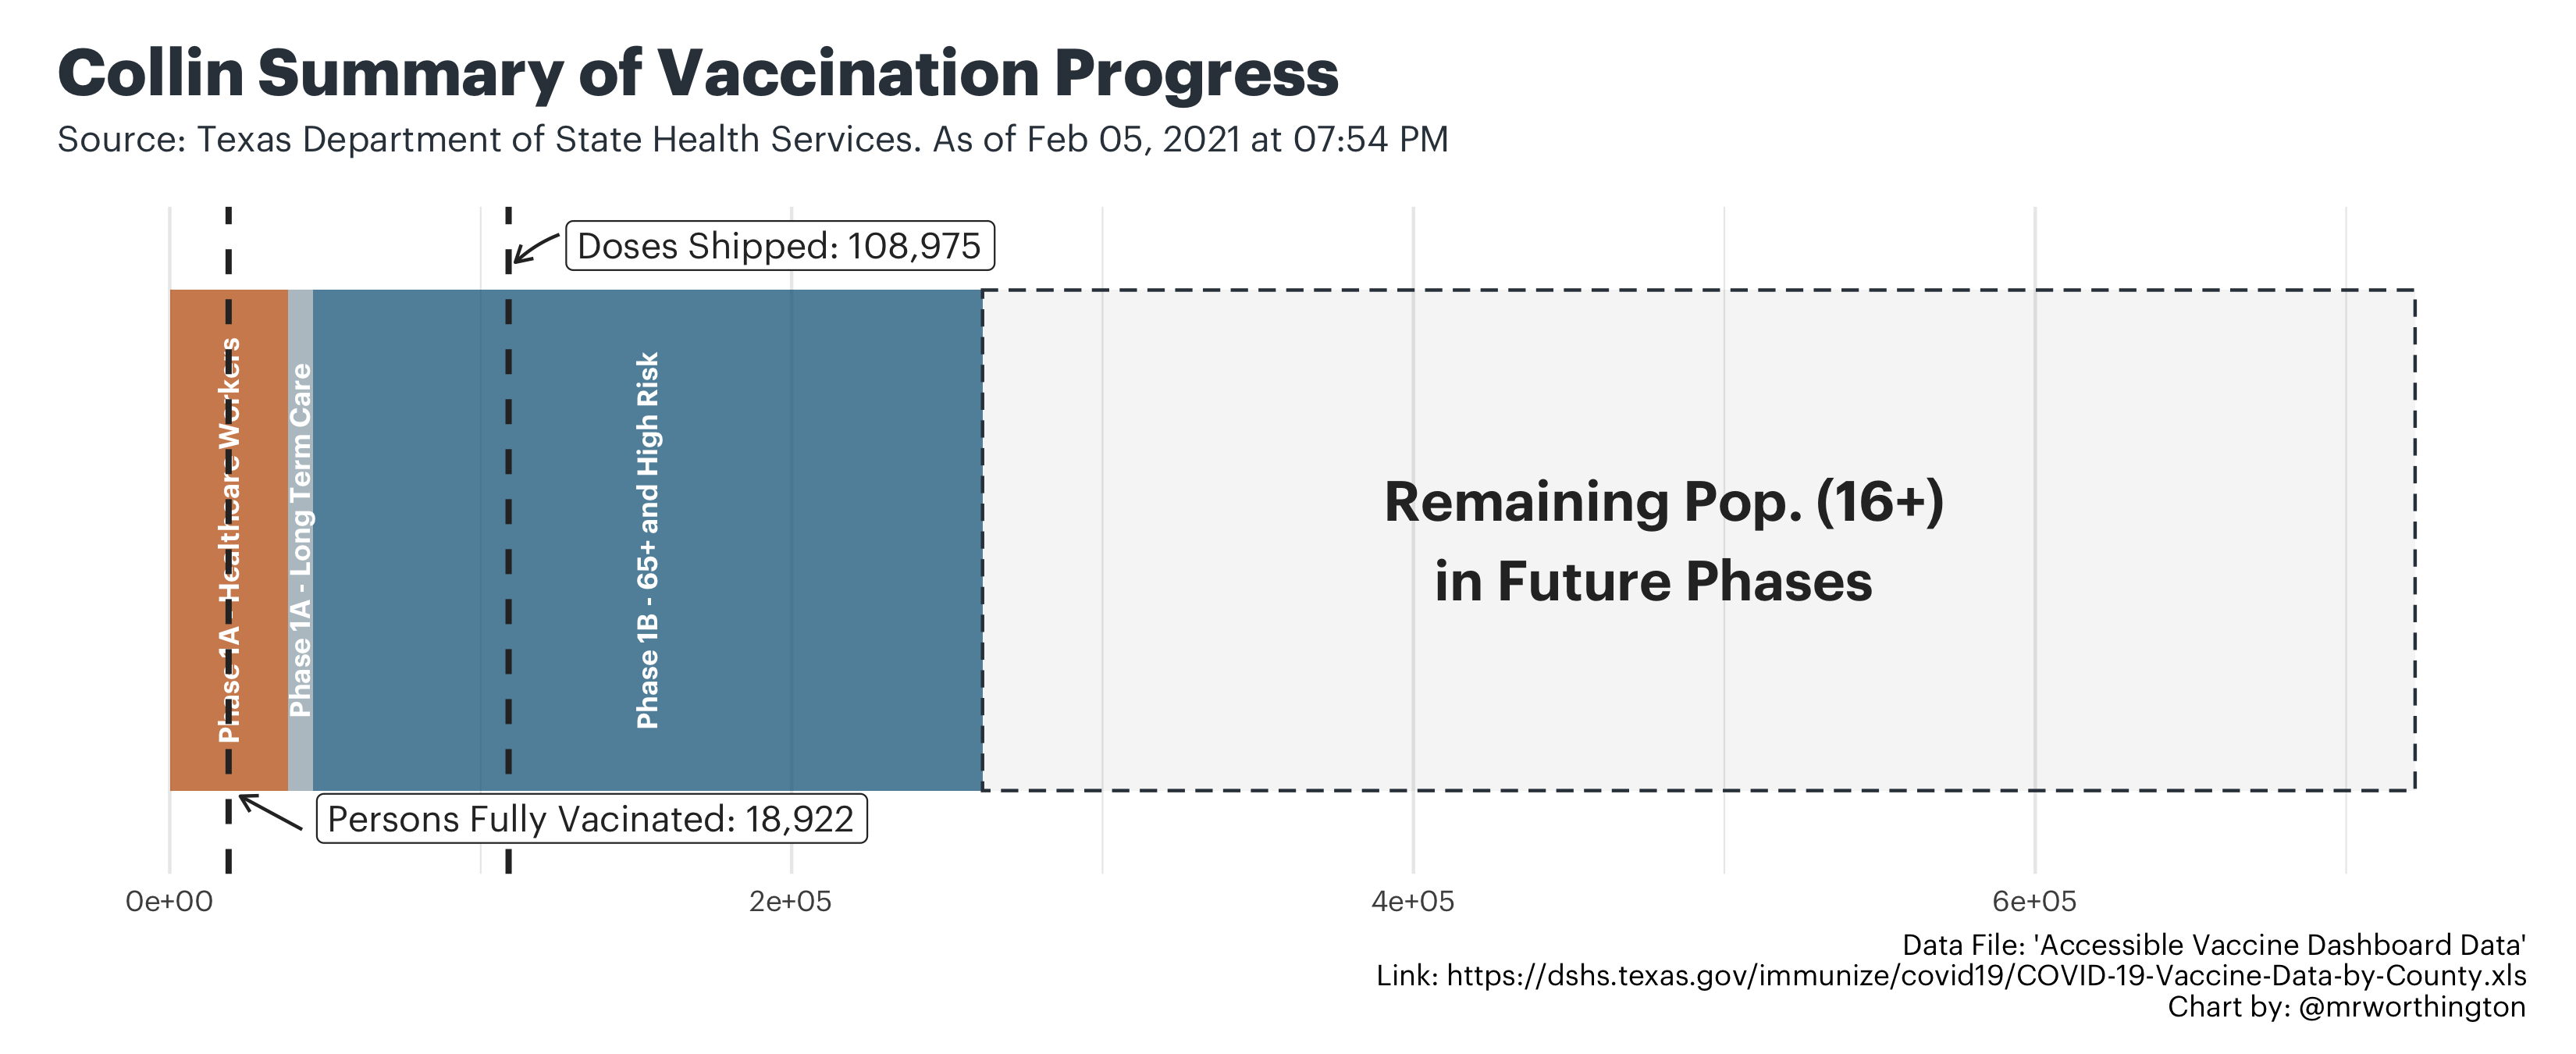 Collin Summary of Vaccination Progress
Source: Texas Department of State Health Services. As of Feb 05, 2021 at 07:54 PM
Doses Shipped: 108,975
Phase 1A - Healthcare Workers
Phase 1A - Long Term Care
Phase 1B - 65+ and High Risk
Remaining Pop. (16+)
in Future Phases
Persons Fully Vacinated: 18,922
0e+00
2e+05
4e+05
6e+05
Data File: 'Accessible Vaccine Dashboard Data'
Link: https://dshs.texas.gov/immunize/covid19/COVID-19-Vaccine-Data-by-County.xls
Chart by: @mrworthington